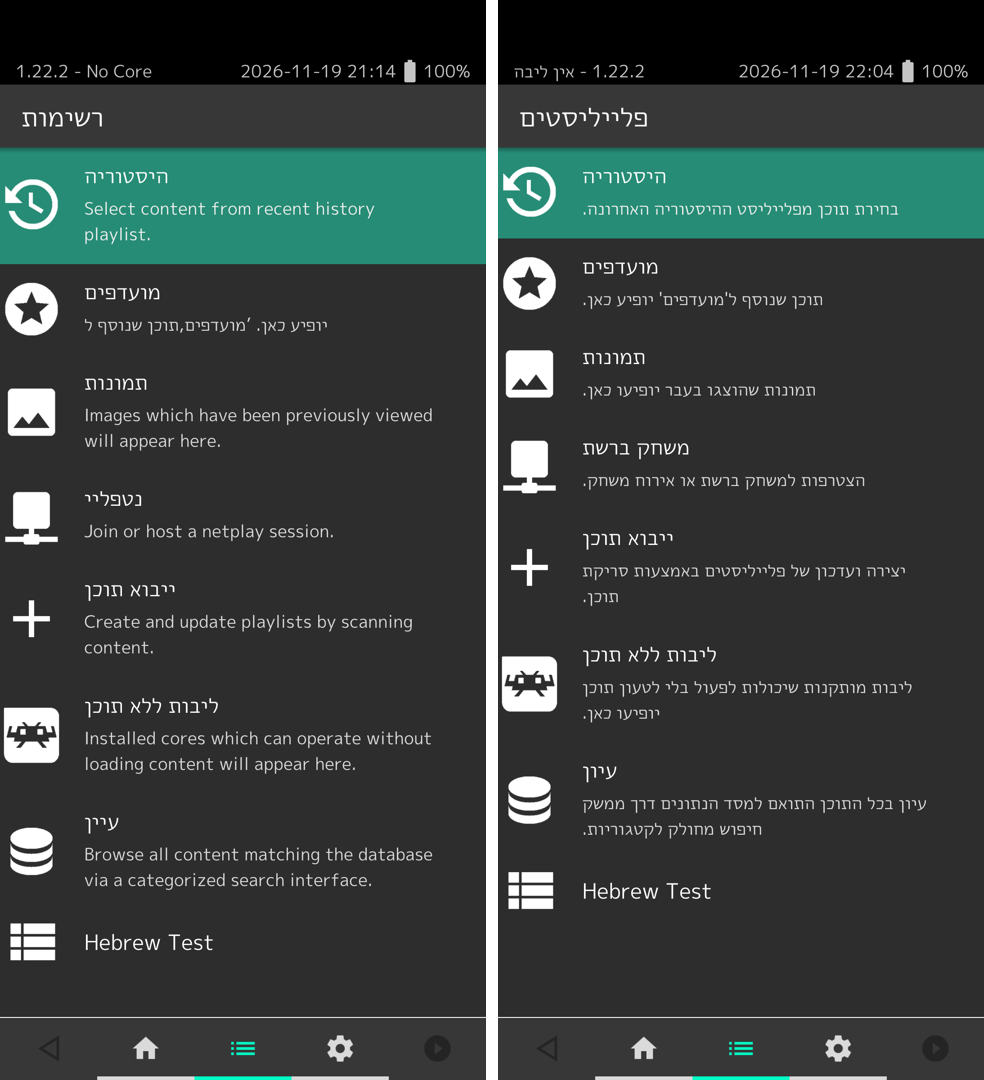 1.22.2 - No Core
2026-11-19 21:14
100%
רשימות
היסטוריה
Select content from recent history
playlist.
מועדפים
יופיע כאן. ’מועדפים,תוכן שנוסף ל
תמונות
Images which have been previously viewed
will appear here.
נטפליי
Join or host a netplay session.
ייבוא תוכן
Create and update playlists by scanning
content.
ליבות ללא תוכן
Installed cores which can operate without
loading content will appear here.
עיין
Browse all content matching the database
via a categorized search interface.
Hebrew Test
1.22.2 - אין ליבה
2026-11-19 22:04
100%
פלייליסטים
היסטוריה
בחירת תוכן מפלייליסט ההיסטוריה האחרונה.
מועדפים
תוכן שנוסף ל'מועדפים' יופיע כאן.
תמונות
תמונות שהוצגו בעבר יופיעו כאן.
משחק ברשת
הצטרפות למשחק ברשת או אירוח משחק.
ייבוא תוכן
יצירה ועדכון של פלייליסטים באמצעות סריקת
תוכן.
ליבות ללא תוכן
ליבות מותקנות שיכולות לפעול בלי לטעון תוכן
יופיעו כאן.
עיון
עיון בכל התוכן התואם למסד הנתונים דרך ממשק
חיפוש מחולק לקטגוריות.
Hebrew Test